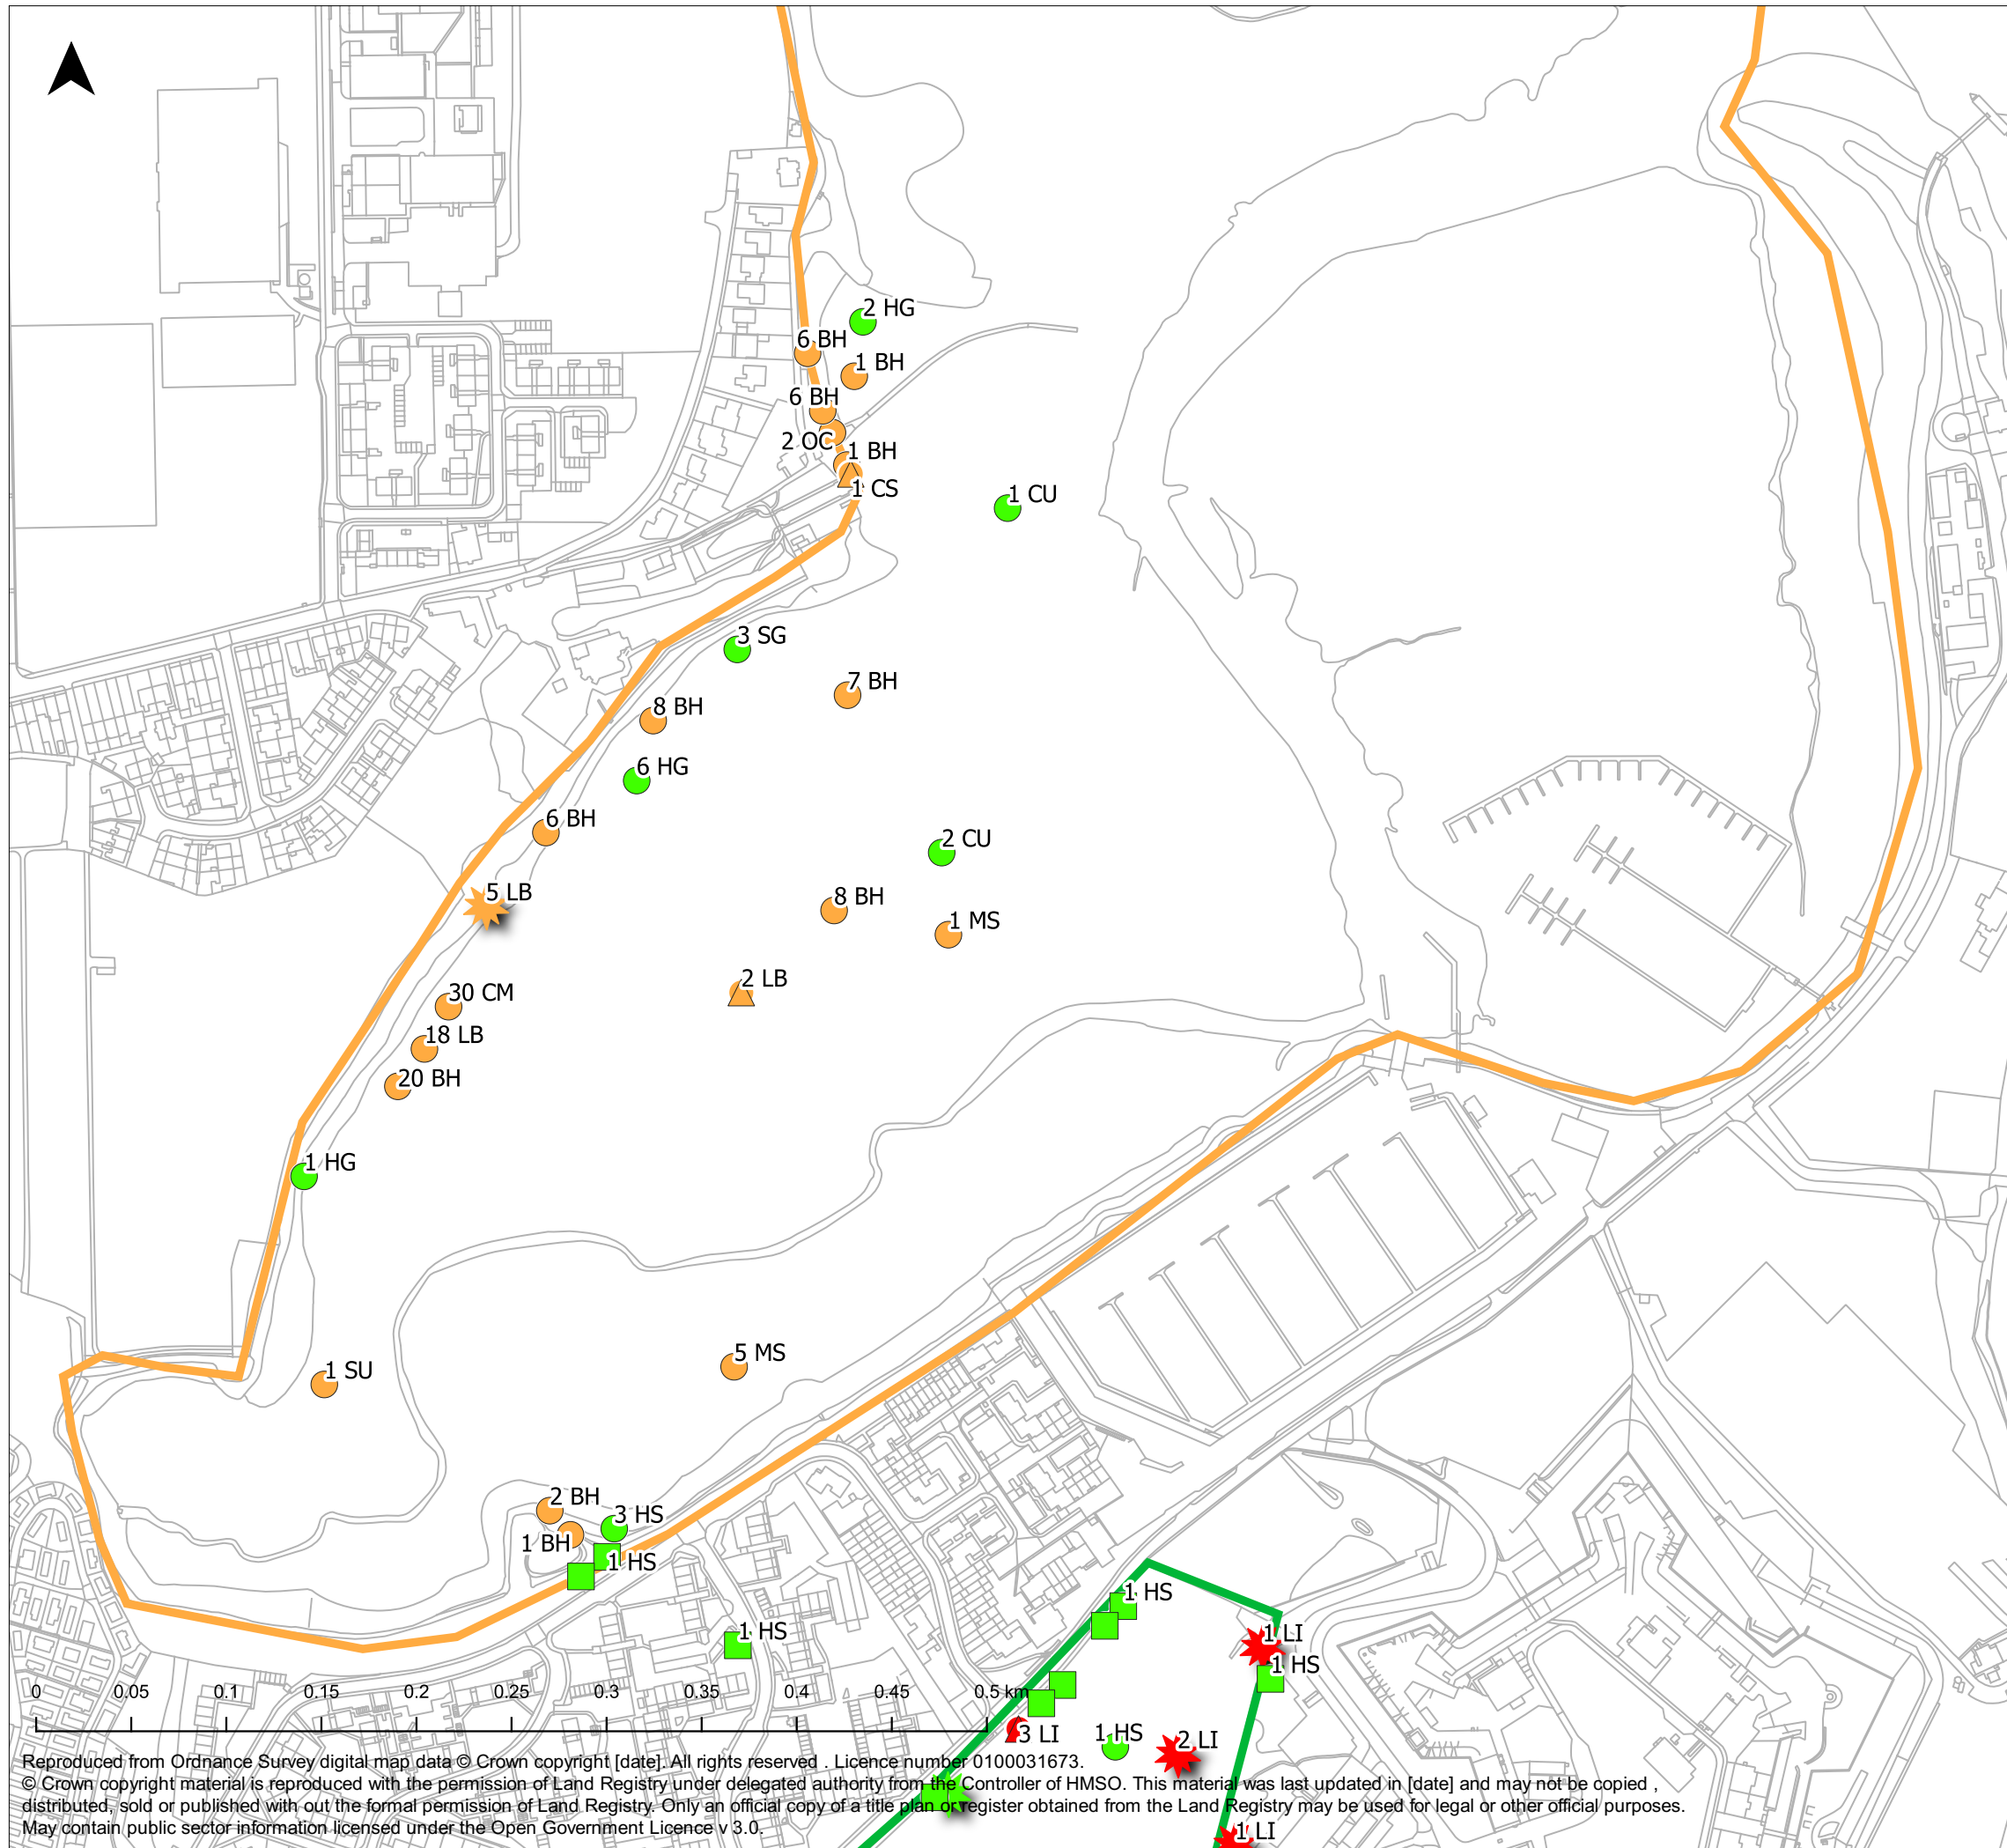 2 HG
6 BH
1 BH
6 BH
2 OC
1 BH
1 CS
1 CU
3 SG
7 BH
8 BH
6 HG
6 BH
2 CU
5 LB
8 BH
1 MS
2 LB
30 CM
18 LB
20 BH
1 HG
5 MS
1 SU
2 BH
3 HS
1 BH
1 HS
1 HS
1 HS
1 LI
1 HS
0 0.05 0.1 0.15 0.2 0.25 0.3 0.35 0.4 0.45 0.5 km
3 LI
1 HS
2 LI
Reproduced from Ordnance Survey digital map data © Crown copyright [date]. All rights reserved . Licence number 0100031673.
© Crown copyright material is reproduced with the permission of Land Registry under delegated authority from the Controller of HMSO. This material was last updated in [date] and may not be copied ,
distributed, sold or published with out the formal permission of Land Registry. Only an official copy of a title plan or register obtained from the Land Registry may be used for legal or other official purposes.
May contain public sector information licensed under the Open Government Licence v 3.0.
1 LI